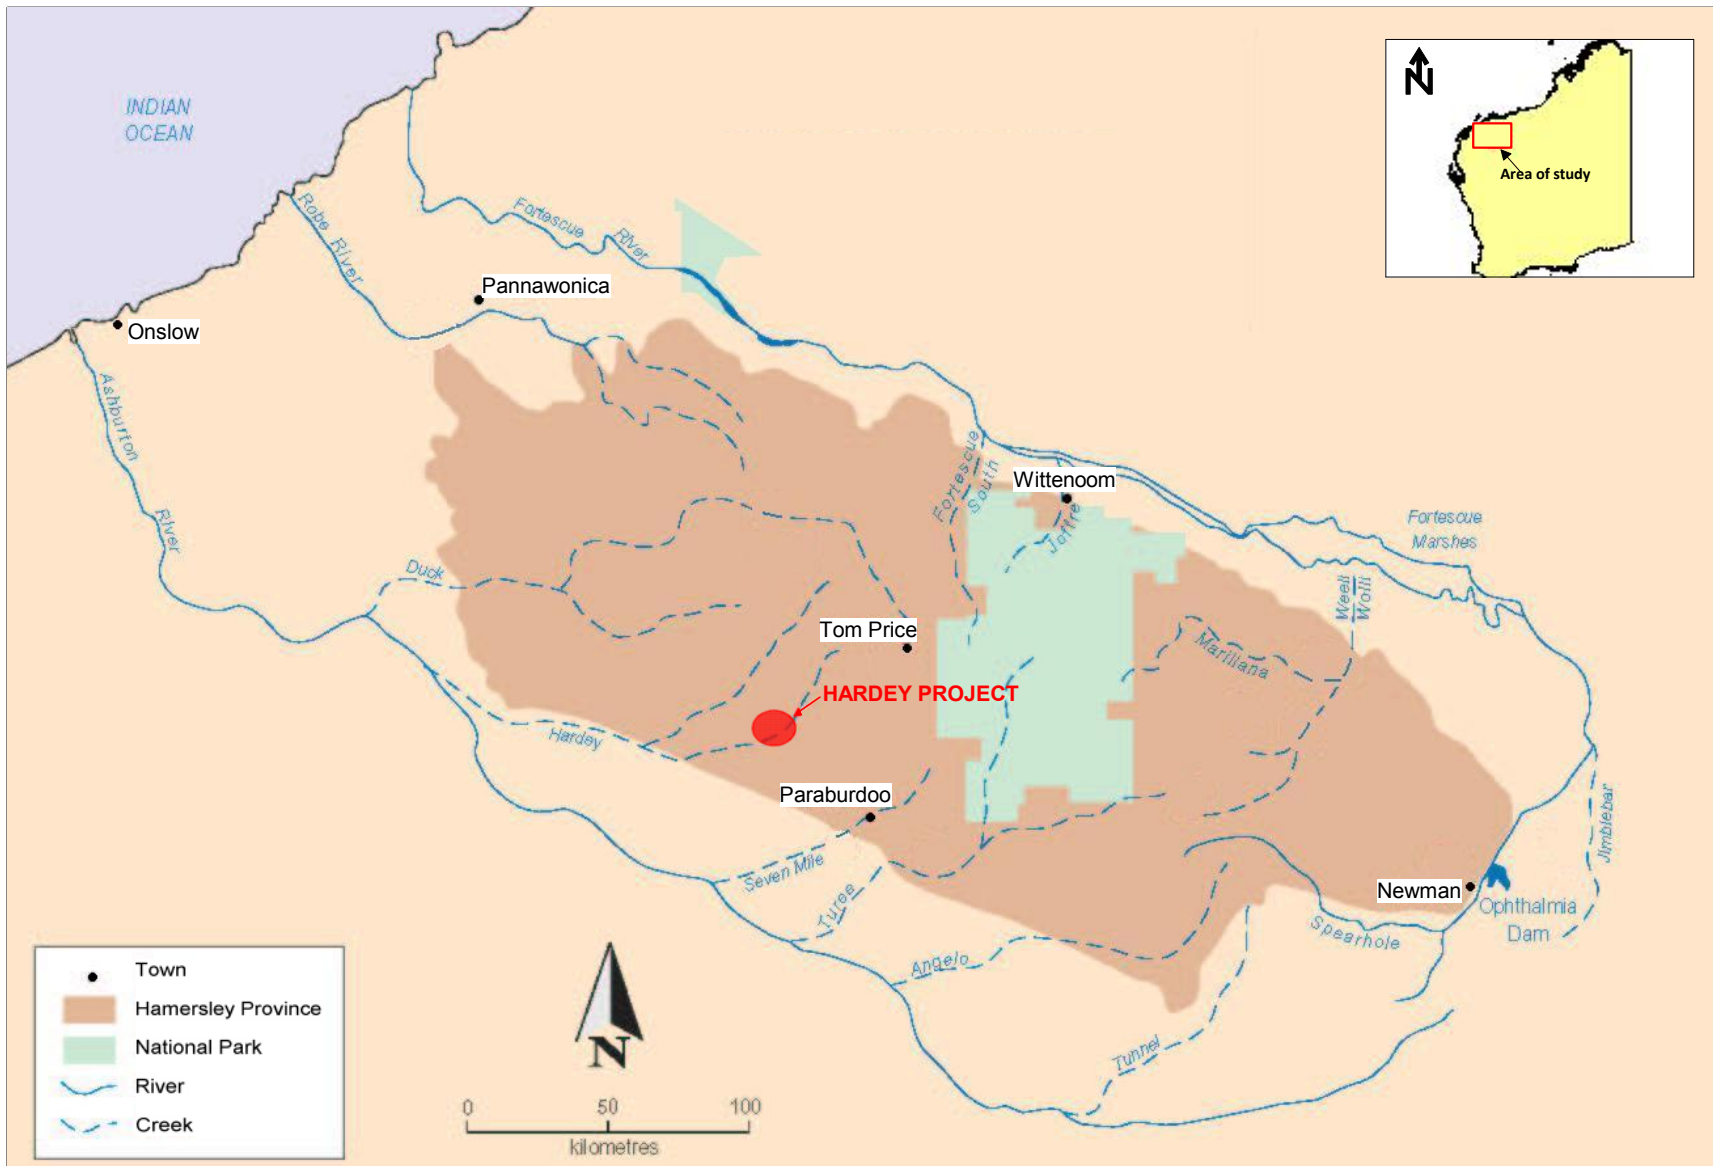 INDIAN
OCEAN
N
Area of study
Robe River
Fortescue River
Pannawonica
Onslow
Ashburton River
Fortescue South
Wittenoom
Joffre
Fortescue
Marshes
Duck
Weeli
Wolli
Tom Price
Marillana
HARDEY PROJECT
Hardey
Paraburdoo
Jimblebar
Seven Mile
Turee
Newman
Ophthalmia
Dam
Spearhole
Angelo
Tunnel
Town
Hamersley Province
National Park
River
Creek
N
0 50 100
kilometres